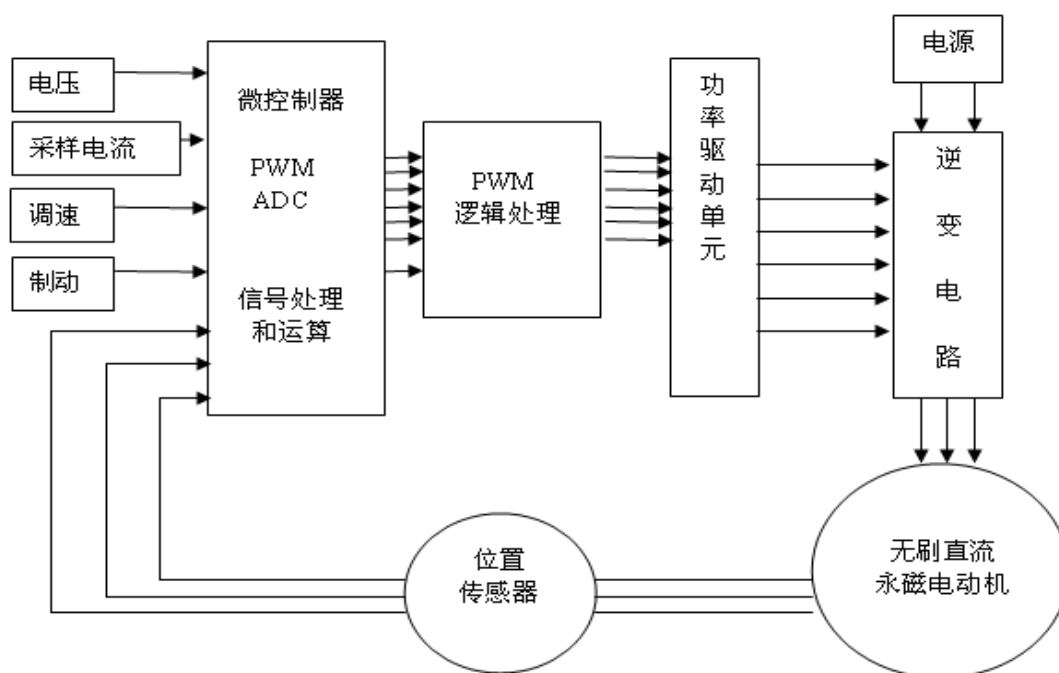 电压
采样电流
调速
制动
微控制器
PWM
ADC
信号处理
和运算
PWM
逻辑处理
功
率
驱
动
单
元
电源
逆
变
电
路
位置
传感器
无刷直流
永磁电动机